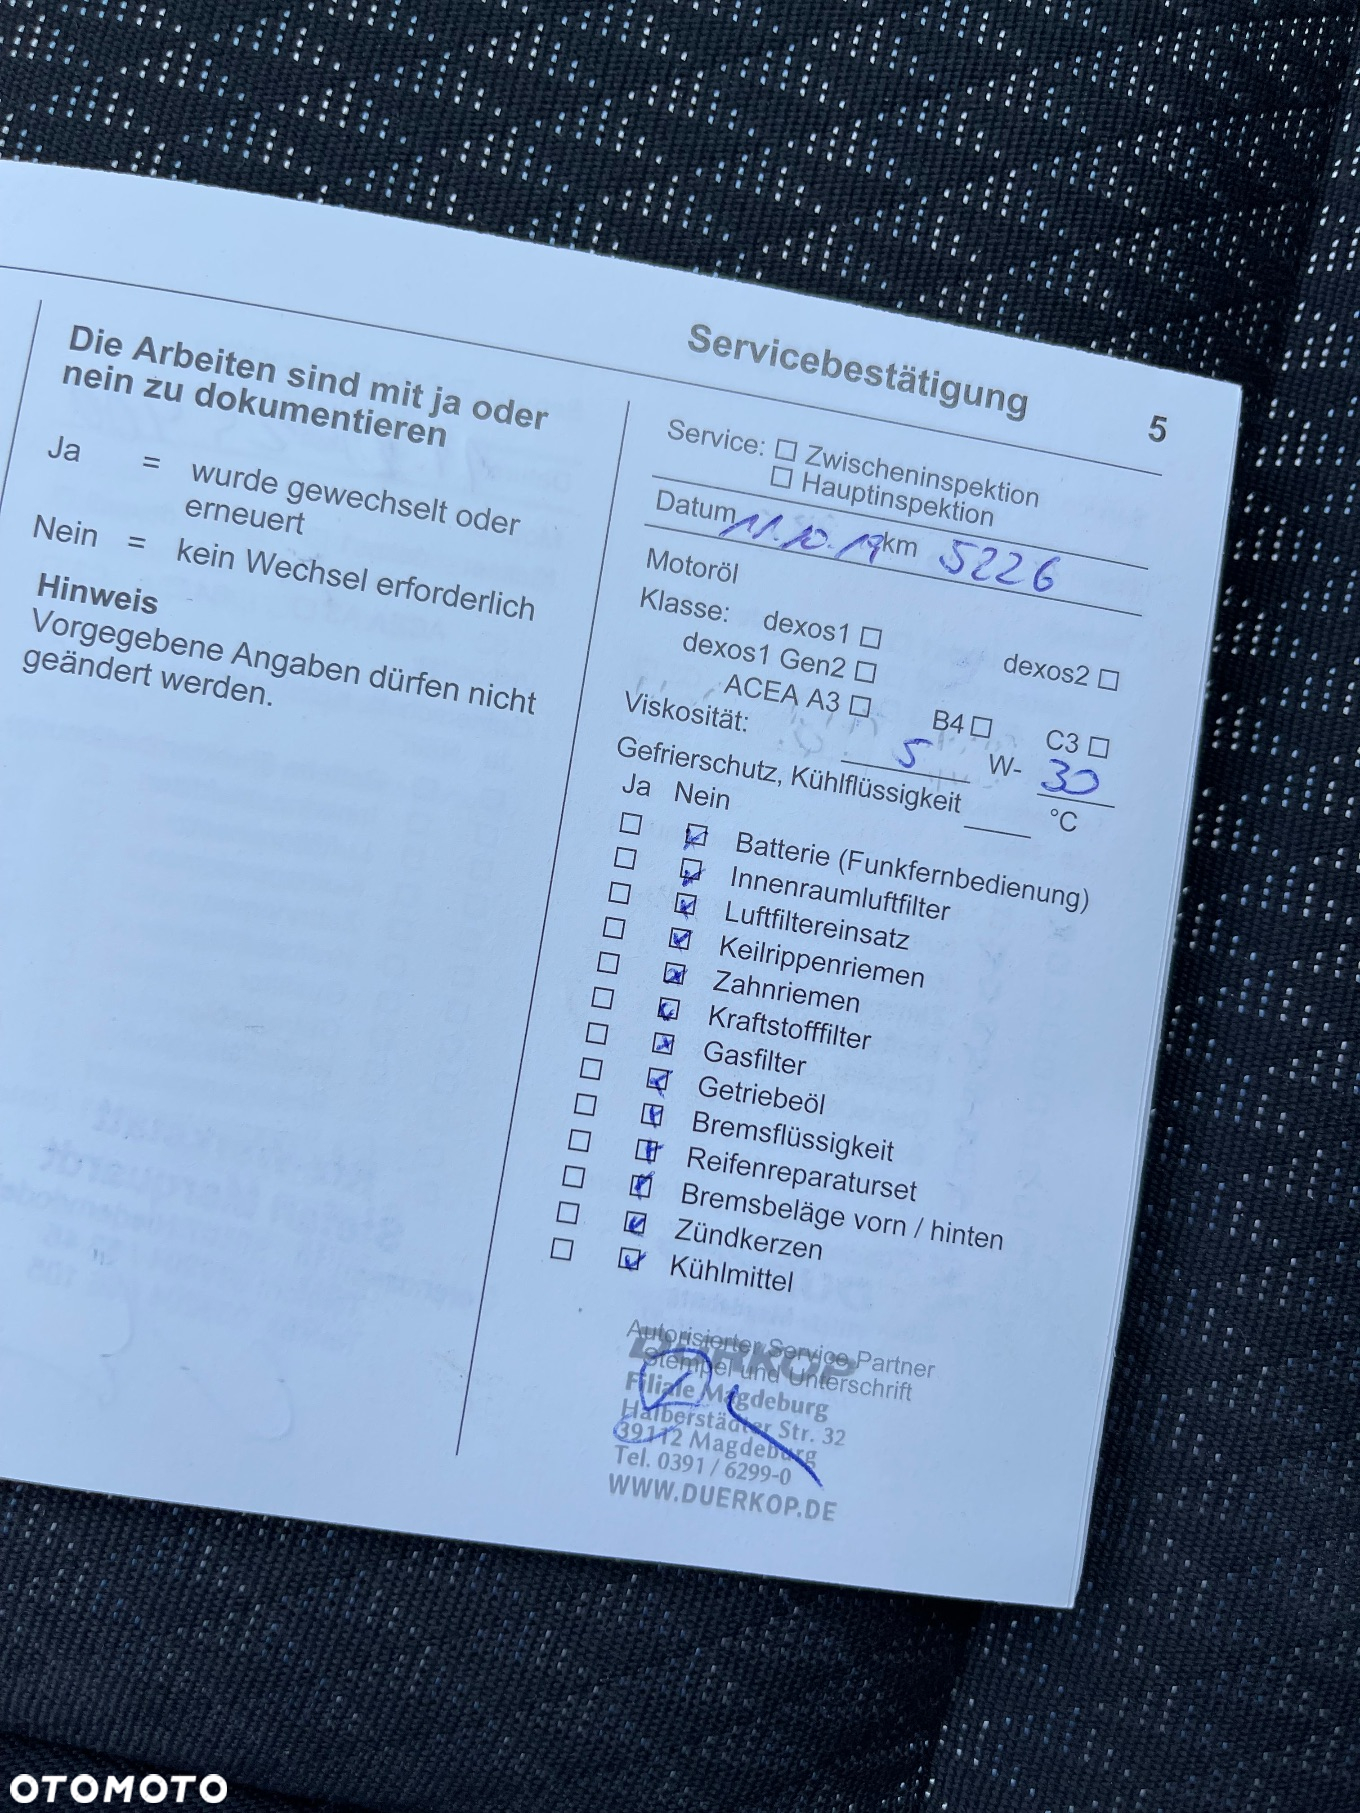 Servicebestätigung
5
Die Arbeiten sind mit ja oder
nein zu dokumentieren
Ja = wurde gewechselt oder
erneuert
Nein = kein Wechsel erforderlich
Hinweis
Vorgegebene Angaben dürfen nicht
geändert werden.
Service: Zwischeninspektion
Hauptinspektion
Datum 11.10.19 km 5226
Motoröl
Klasse: dexos1 dexos2
dexos1 Gen2
ACEA A3 B4 C3
Viskosität: 5 W- 30
Gefrierschutz, Kühlflüssigkeit °C
Ja Nein
Batterie (Funkfernbedienung)
Innenraumluftfilter
Luftfiltereinsatz
Keilrippenriemen
Zahnriemen
Kraftstofffilter
Gasfilter
Getriebeöl
Bremsflüssigkeit
Reifenreparaturset
Bremsbeläge vorn / hinten
Zündkerzen
Kühlmittel
Autorisierter Service Partner
DUERKOP
Stempel und Unterschrift
Filiale Magdeburg
Halberstädter Str. 32
39112 Magdeburg
Tel. 0391 / 6299-0
WWW.DUERKOP.DE
OTOMOTO